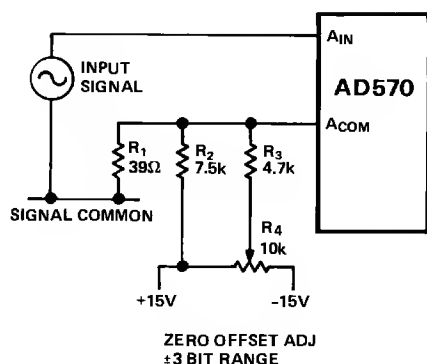 INPUT
SIGNAL
AIN
AD570
ACOM
R1
39Ω
R2
7.5k
R3
4.7k
SIGNAL COMMON
R4
10k
+15V
−15V
ZERO OFFSET ADJ
±3 BIT RANGE